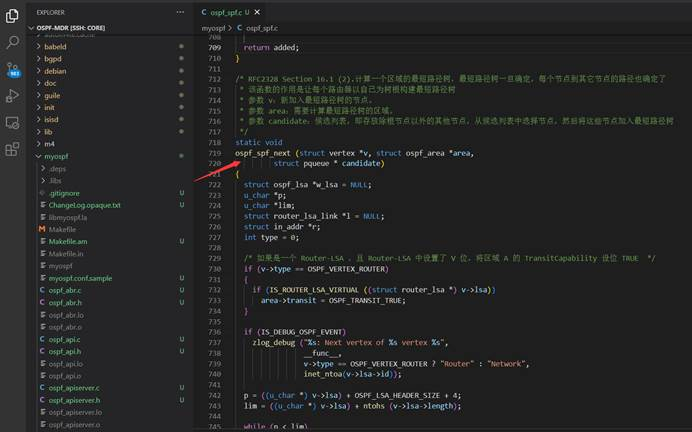 EXPLORER
OSPF-MDR [SSH: CORE]
autom4te.cache
babeld
bgpd
debian
doc
guile
init
isisd
lib
m4
myospf
.deps
.libs
.gitignore U
ChangeLog.opaque.txt U
libmyospf.la
Makefile
Makefile.am U
Makefile.in
myospf
myospf.conf.sample U
ospf_abr.c U
ospf_abr.h U
ospf_abr.lo
ospf_abr.o
ospf_api.c U
ospf_api.h U
ospf_api.lo
ospf_api.o
ospf_apiserver.c U
ospf_apiserver.h U
ospf_apiserver.lo
ospf_apiserver.o
983
ospf_spf.c U
myospf > ospf_spf.c
708
709 return added;
710 }
711
712 /* RFC2328 Section 16.1 (2).计算一个区域的最短路径树，最短路径树一旦确定，每个节点到其它节点的路径也确定了
713 * 该函数的作用是让每个路由器以自己为树根构建最短路径树
714 * 参数 v：新加入最短路径树的节点。
715 * 参数 area：需要计算最短路径树的区域。
716 * 参数 candidate：候选列表，即存放除根节点以外的其他节点，从候选列表中选择节点，然后将这些节点加入最短路径树
717 */
718 static void
719 ospf_spf_next (struct vertex *v, struct ospf_area *area,
720 struct pqueue * candidate)
721 {
722 struct ospf_lsa *w_lsa = NULL;
723 u_char *p;
724 u_char *lim;
725 struct router_lsa_link *l = NULL;
726 struct in_addr *r;
727 int type = 0;
728
729 /* 如果是一个 Router-LSA ，且 Router-LSA 中设置了 V 位，将区域 A 的 TransitCapability 设位 TRUE */
730 if (v->type == OSPF_VERTEX_ROUTER)
731 {
732 if (IS_ROUTER_LSA_VIRTUAL ((struct router_lsa *) v->lsa))
733 area->transit = OSPF_TRANSIT_TRUE;
734 }
735
736 if (IS_DEBUG_OSPF_EVENT)
737 zlog_debug ("%s: Next vertex of %s vertex %s",
738 __func__,
739 v->type == OSPF_VERTEX_ROUTER ? "Router" : "Network",
740 inet_ntoa(v->lsa->id));
741
742 p = ((u_char *) v->lsa) + OSPF_LSA_HEADER_SIZE + 4;
743 lim = ((u_char *) v->lsa) + ntohs (v->lsa->length);
744
while (p < lim)